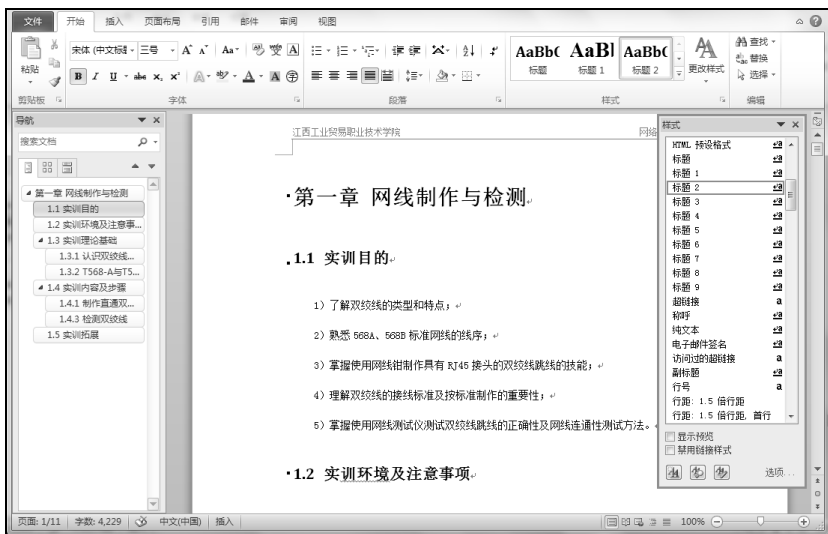 文件 开始 插入 页面布局 引用 邮件 审阅 视图
宋体 (中文标题 三号 A A Aa 变 A
AaBb( AaBl AaBb(
查找
替换
选择
粘贴
B I U abc x, x² A A A 字
标题 标题 1 标题 2 更改样式
剪贴板 字体 段落 样式 编辑
导航
搜索文档
第一章 网线制作与检测
1.1 实训目的
1.2 实训环境及注意事...
1.3 实训理论基础
1.3.1 认识双绞线...
1.3.2 T568-A与T5...
1.4 实训内容及步骤
1.4.1 制作直通双...
1.4.3 检测双绞线
1.5 实训拓展
江西工业贸易职业技术学院 网络
第一章 网线制作与检测
1.1 实训目的
1）了解双绞线的类型和特点；
2）熟悉 568A、568B 标准网线的线序；
3）掌握使用网线钳制作具有 RJ45 接头的双绞线跳线的技能；
4）理解双绞线的接线标准及按标准制作的重要性；
5）掌握使用网线测试仪测试双绞线跳线的正确性及网线连通性测试方法。
1.2 实训环境及注意事项
样式
HTML 预设格式
标题
标题 1
标题 2
标题 3
标题 4
标题 5
标题 6
标题 7
标题 8
标题 9
超链接 a
称呼
纯文本
电子邮件签名
访问过的超链接 a
副标题
行号 a
行距: 1.5 倍行距
行距: 1.5 倍行距, 首行
显示预览
禁用链接样式
选项...
页面: 1/11 字数: 4,229 中文(中国) 插入 100%